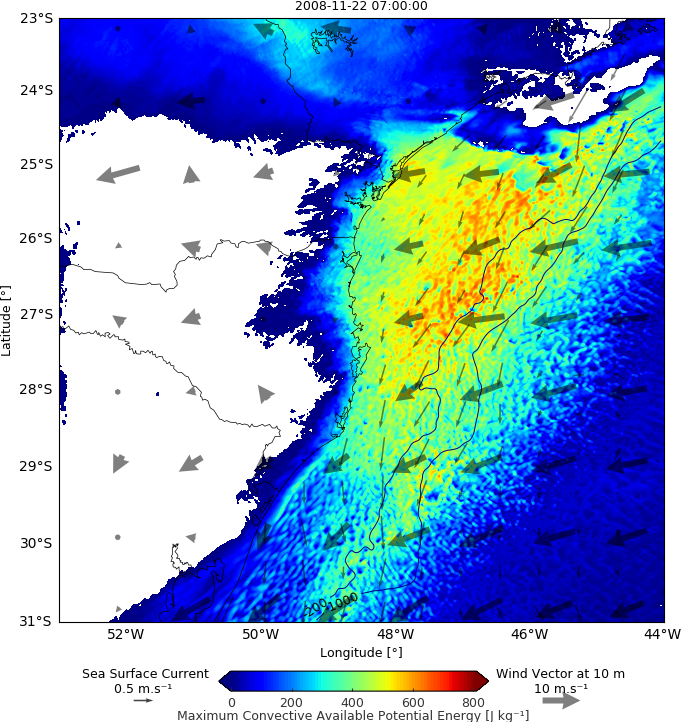 2008-11-22 07:00:00
23°S
24°S
25°S
26°S
27°S
28°S
29°S
30°S
31°S
Latitude [°]
200
1000
52°W 50°W 48°W 46°W 44°W
Longitude [°]
Sea Surface Current
0.5 m.s⁻¹
Wind Vector at 10 m
10 m.s⁻¹
0 200 400 600 800
Maximum Convective Available Potential Energy [J kg⁻¹]